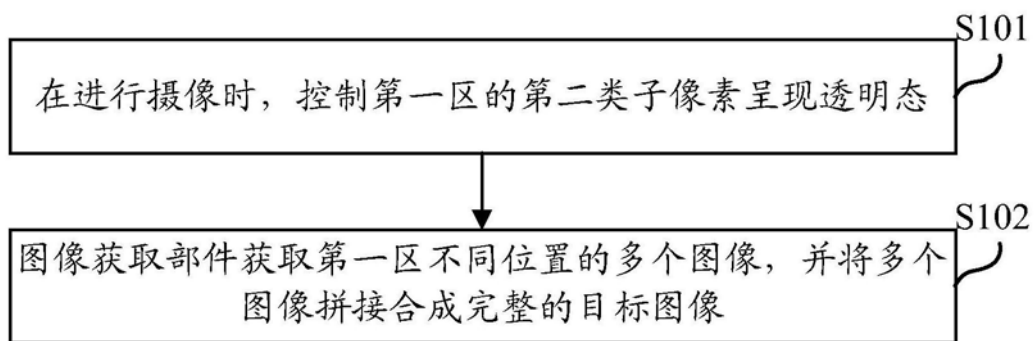 S101
在进行摄像时，控制第一区的第二类子像素呈现透明态
S102
图像获取部件获取第一区不同位置的多个图像，并将多个
图像拼接合成完整的目标图像